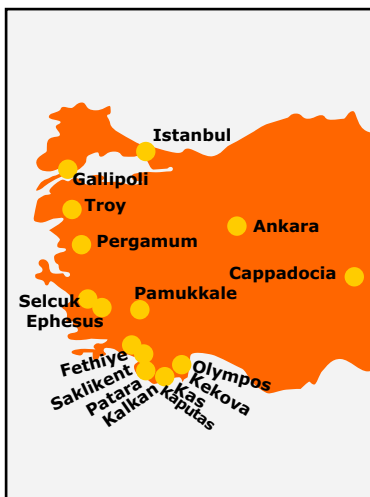 Istanbul
Gallipoli
Troy
Ankara
Pergamum
Cappadocia
Pamukkale
Selcuk
Ephesus
Fethiye
Saklikent
Patara
Kalkan
Kaputas
Kas
Kekova
Olympos